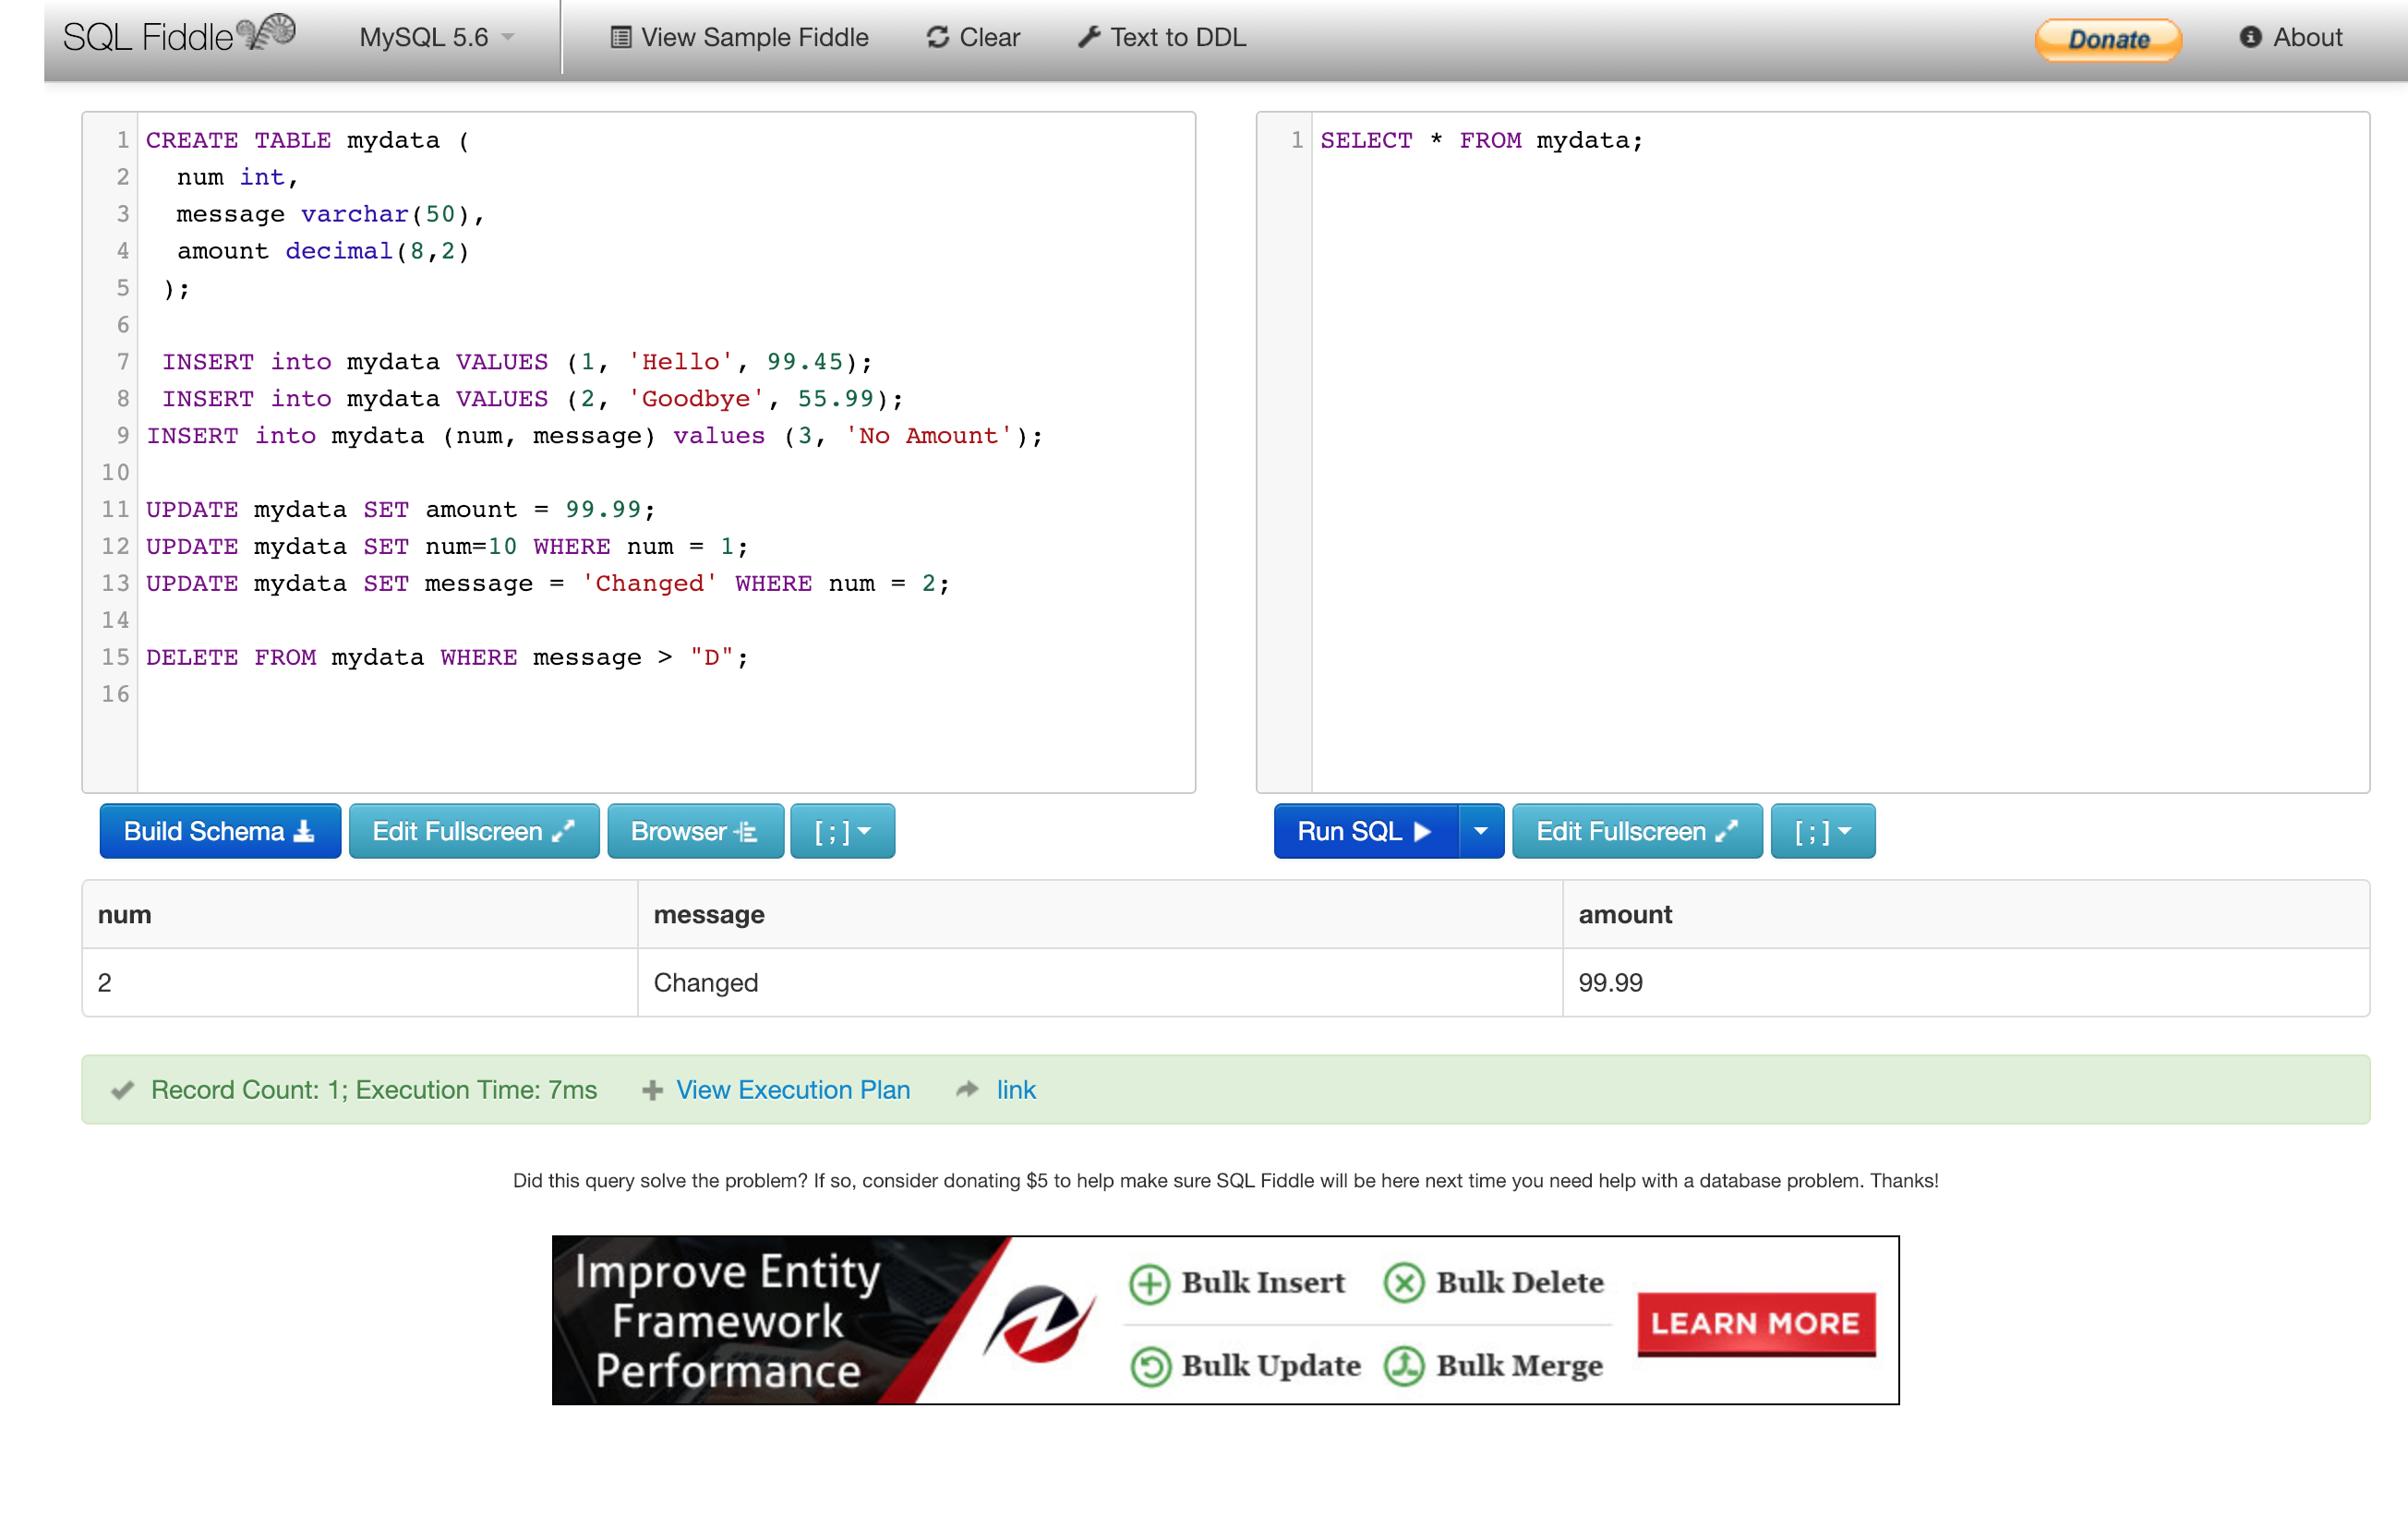 SQL Fiddle MySQL 5.6 View Sample Fiddle Clear Text to DDL Donate About
1 CREATE TABLE mydata (
2 num int,
3 message varchar(50),
4 amount decimal(8,2)
5 );
6
7 INSERT into mydata VALUES (1, 'Hello', 99.45);
8 INSERT into mydata VALUES (2, 'Goodbye', 55.99);
9 INSERT into mydata (num, message) values (3, 'No Amount');
10
11 UPDATE mydata SET amount = 99.99;
12 UPDATE mydata SET num=10 WHERE num = 1;
13 UPDATE mydata SET message = 'Changed' WHERE num = 2;
14
15 DELETE FROM mydata WHERE message > "D";
16
Build Schema Edit Fullscreen Browser [ ; ]
1 SELECT * FROM mydata;
Run SQL Edit Fullscreen [ ; ]
num message amount
2 Changed 99.99
Record Count: 1; Execution Time: 7ms View Execution Plan link
Did this query solve the problem? If so, consider donating $5 to help make sure SQL Fiddle will be here next time you need help with a database problem. Thanks!
Improve Entity
Framework
Performance
Bulk Insert Bulk Delete
Bulk Update Bulk Merge
LEARN MORE